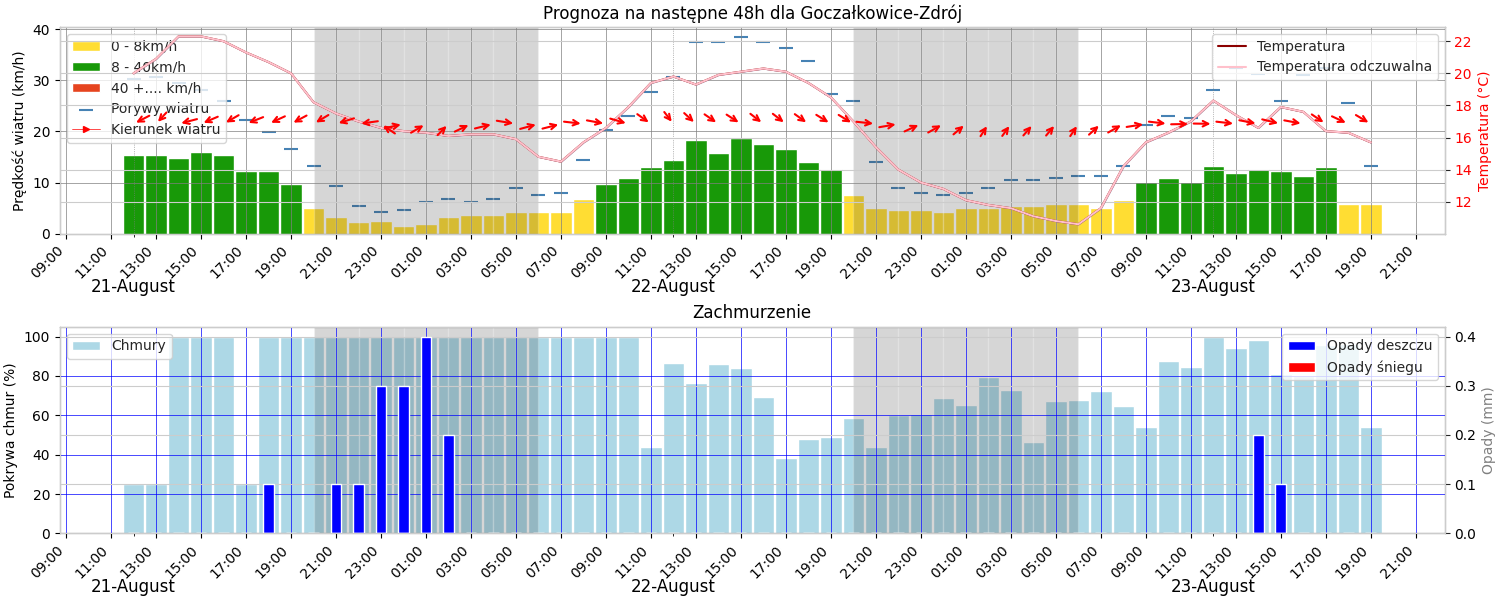 Prognoza na następne 48h dla Goczałkowice-Zdrój
Prędkość wiatru (km/h)
40
30
20
10
0
0 - 8km/h
8 - 40km/h
40 +.... km/h
Porywy wiatru
Kierunek wiatru
Temperatura
Temperatura odczuwalna
22
20
18
16
14
12
Temperatura (°C)
09:00 11:00 13:00 15:00 17:00 19:00 21:00 23:00 01:00 03:00 05:00 07:00 09:00 11:00 13:00 15:00 17:00 19:00 21:00 23:00 01:00 03:00 05:00 07:00 09:00 11:00 13:00 15:00 17:00 19:00 21:00
21-August 22-August 23-August
Zachmurzenie
Pokrywa chmur (%)
100
80
60
40
20
0
Chmury
Opady deszczu
Opady śniegu
0.4
0.3
0.2
0.1
0.0
Opady (mm)
09:00 11:00 13:00 15:00 17:00 19:00 21:00 23:00 01:00 03:00 05:00 07:00 09:00 11:00 13:00 15:00 17:00 19:00 21:00 23:00 01:00 03:00 05:00 07:00 09:00 11:00 13:00 15:00 17:00 19:00 21:00
21-August 22-August 23-August